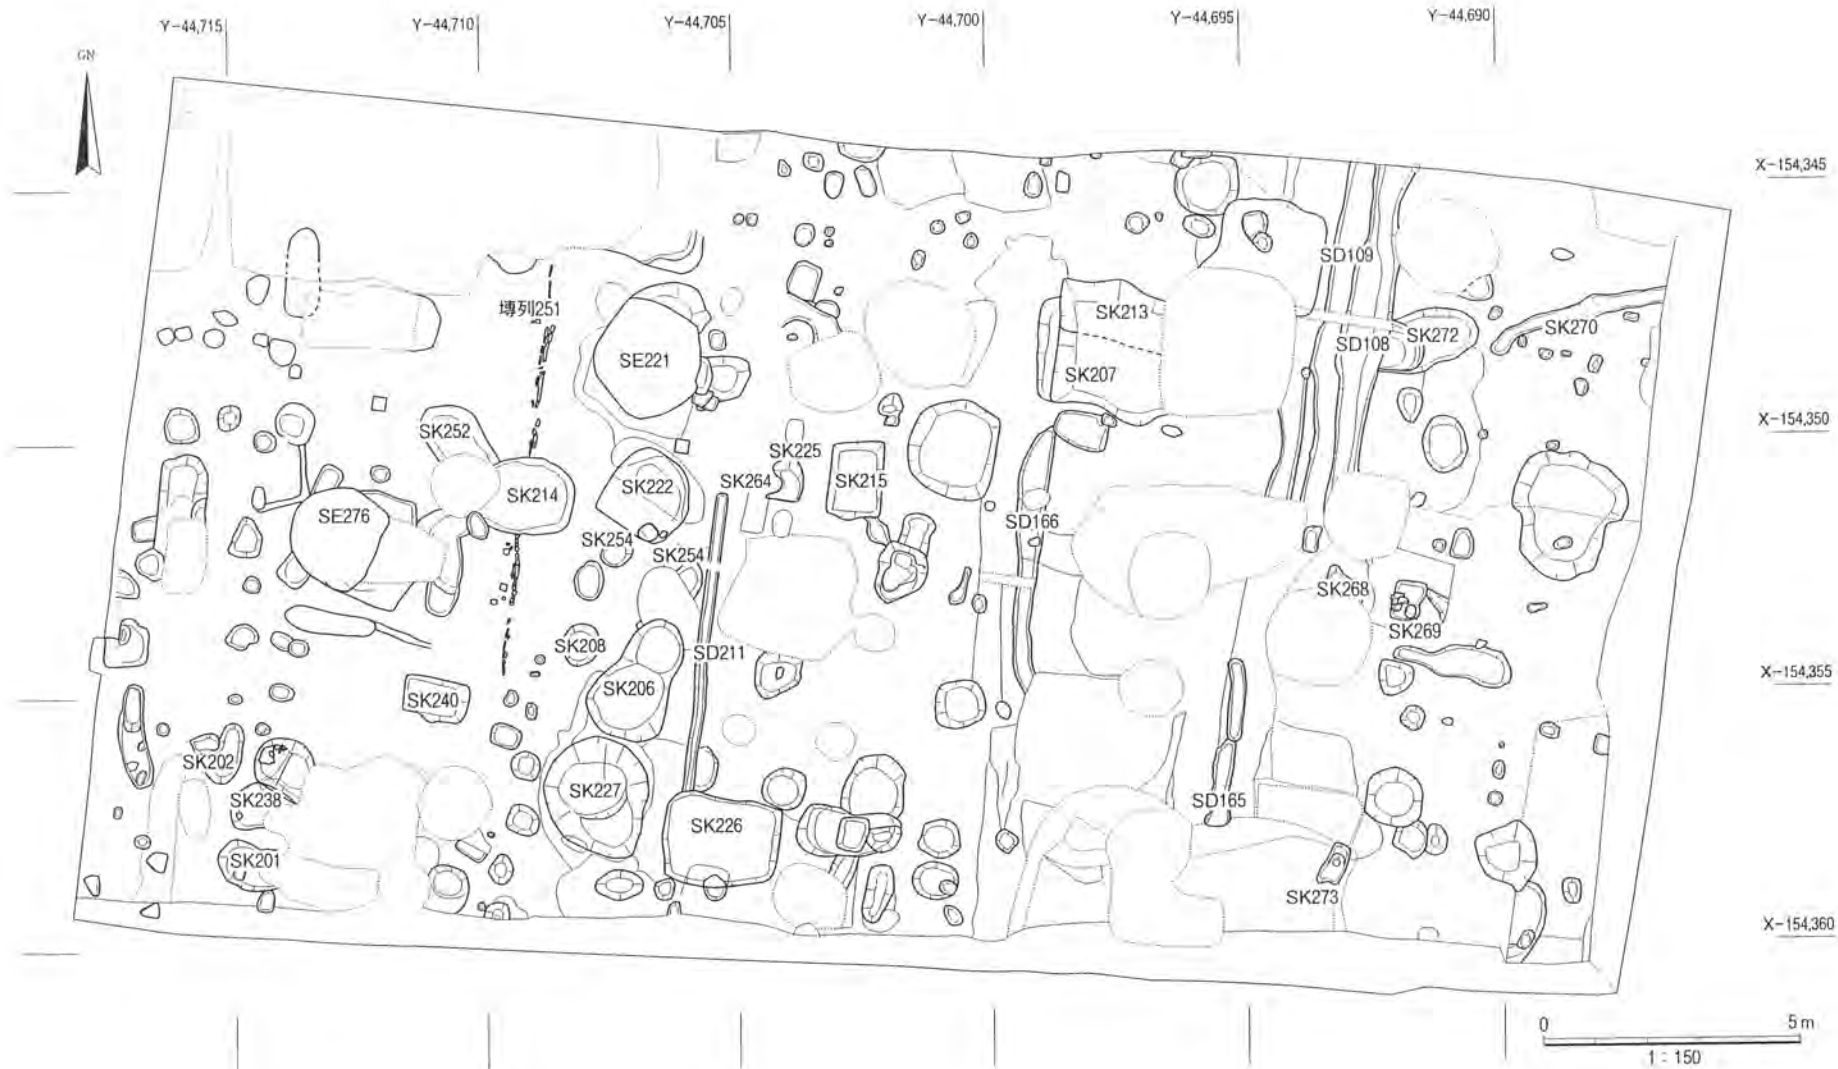 Y-44,715
Y-44,710
Y-44,705
Y-44,700
Y-44,695
Y-44,690
GN
X-154,345
SD109
塼列251
SK213
SK272
SK270
SD108
SE221
SK207
X-154,350
SK252
SK225
SK264
SK215
SK222
SK214
SE276
SD166
SK254
SK254
SK268
SK269
SK208
SD211
X-154,355
SK206
SK240
SK202
SK238
SK227
SD165
SK226
SK201
SK273
X-154,360
0
5 m
1 : 150